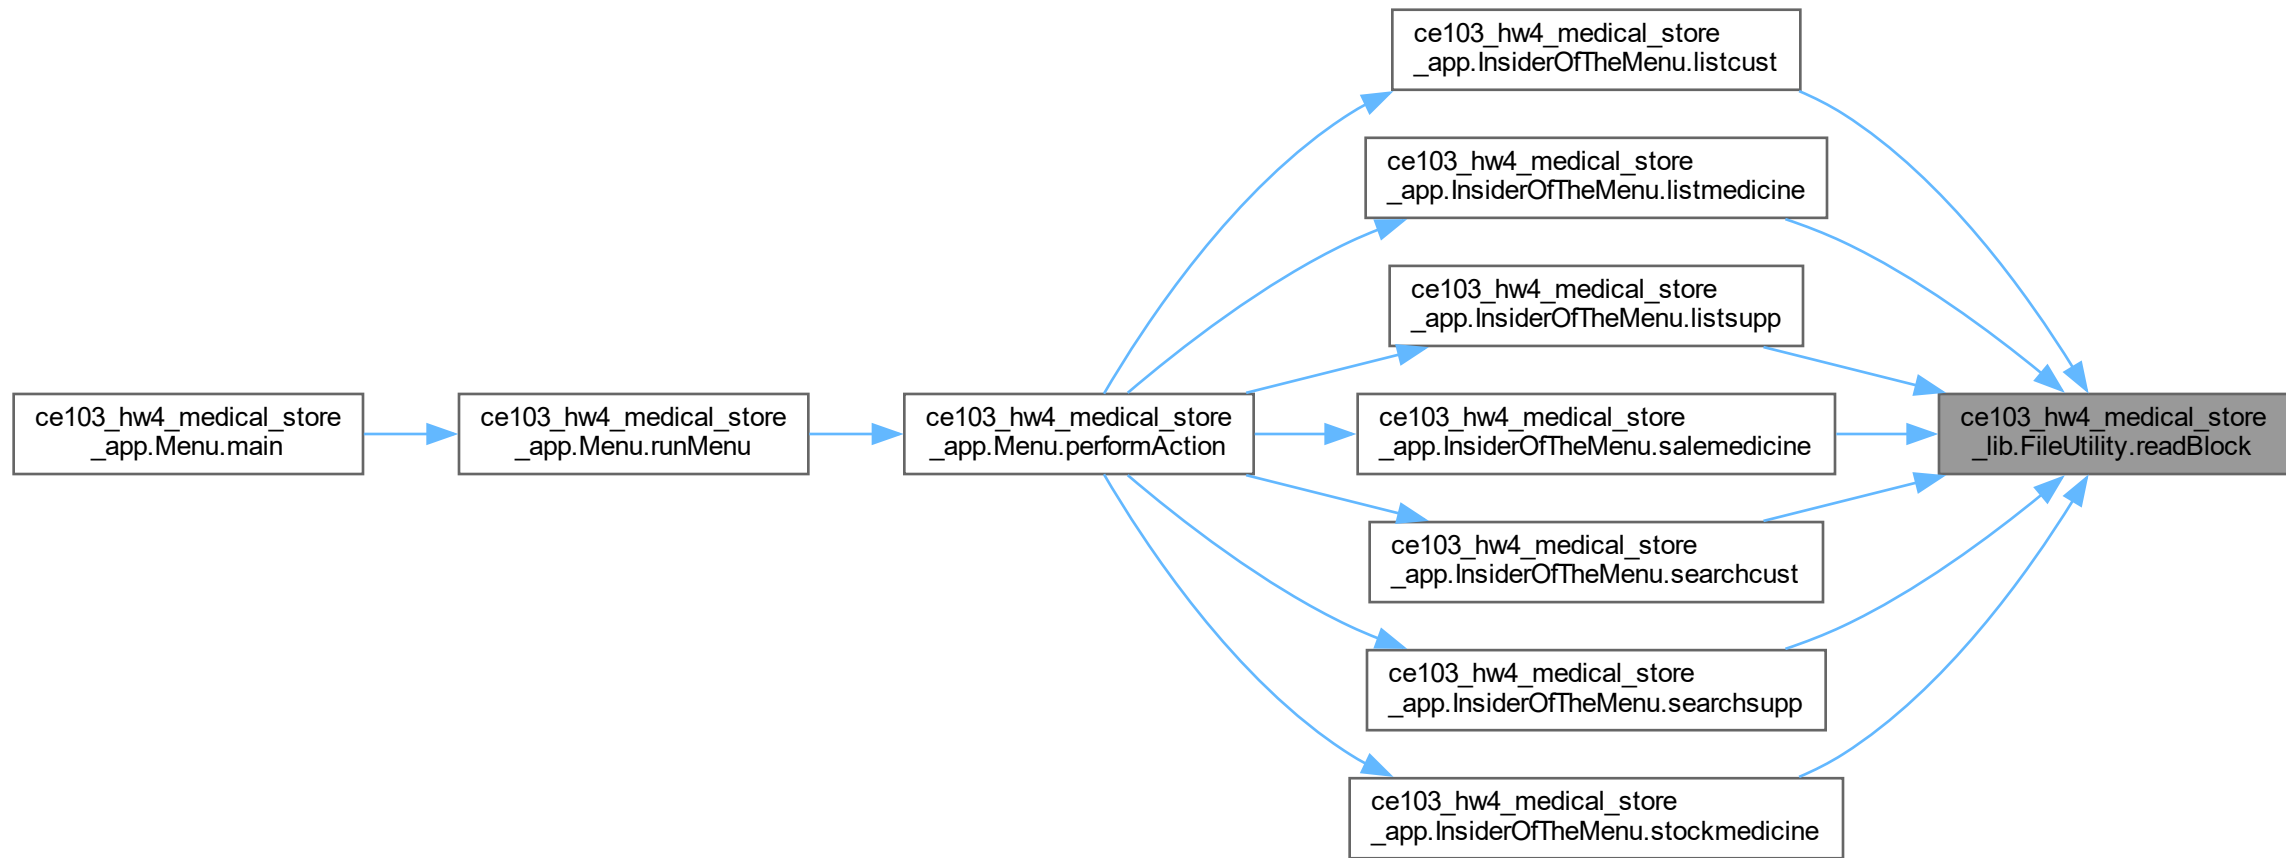 ce103_hw4_medical_store
_app.InsiderOfTheMenu.listcust
ce103_hw4_medical_store
_app.InsiderOfTheMenu.listmedicine
ce103_hw4_medical_store
_app.InsiderOfTheMenu.listsupp
ce103_hw4_medical_store
_app.Menu.main
ce103_hw4_medical_store
_app.Menu.runMenu
ce103_hw4_medical_store
_app.Menu.performAction
ce103_hw4_medical_store
_app.InsiderOfTheMenu.salemedicine
ce103_hw4_medical_store
_lib.FileUtility.readBlock
ce103_hw4_medical_store
_app.InsiderOfTheMenu.searchcust
ce103_hw4_medical_store
_app.InsiderOfTheMenu.searchsupp
ce103_hw4_medical_store
_app.InsiderOfTheMenu.stockmedicine